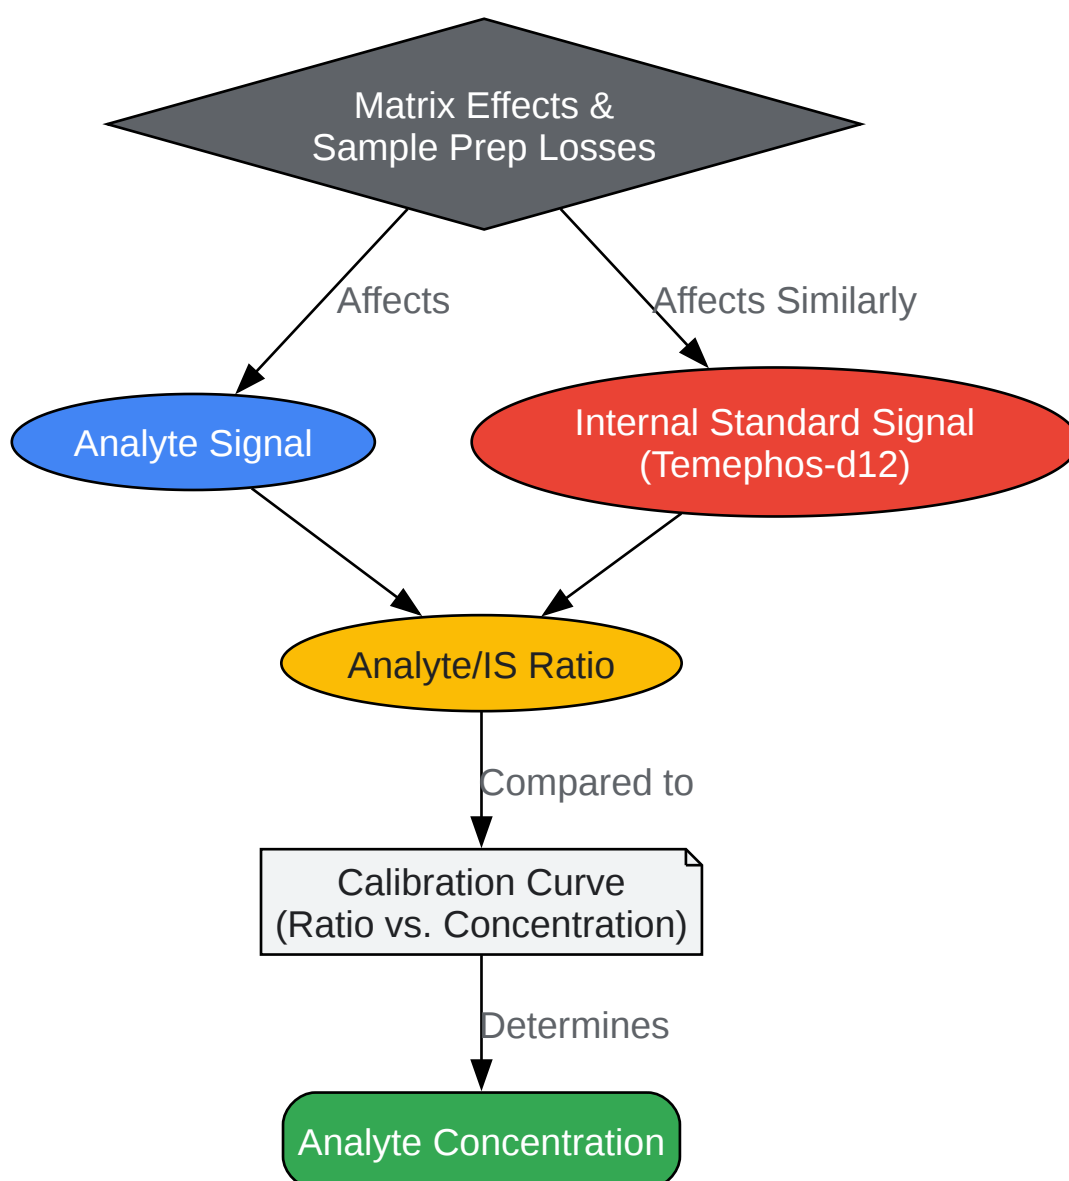 Matrix Effects &
Sample Prep Losses
Affects
Affects Similarly
Analyte Signal
Internal Standard Signal
(Temephos-d12)
Analyte/IS Ratio
Compared to
Calibration Curve
(Ratio vs. Concentration)
Determines
Analyte Concentration